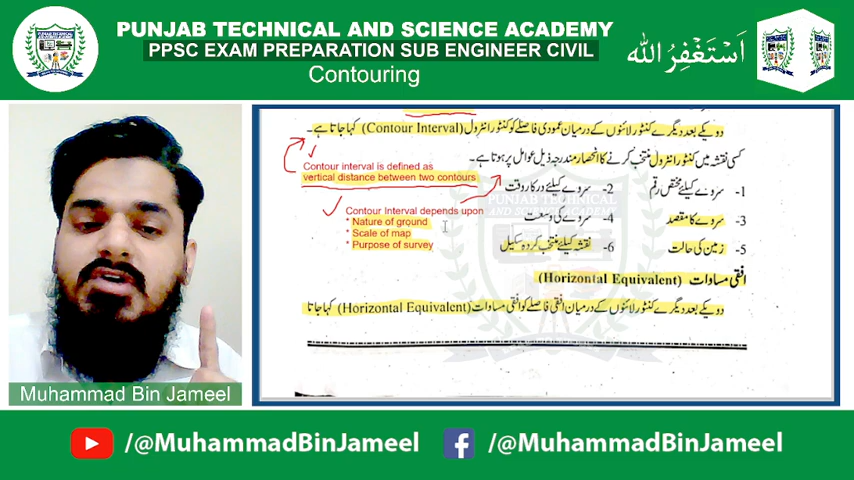 PUNJAB TECHNICAL AND SCIENCE ACADEMY
PPSC EXAM PREPARATION SUB ENGINEER CIVIL
Contouring
اَسْتَغْفِرُ اللّٰه
دو یکے بعد دیگرے کنٹور لائنوں کے درمیان عمودی فاصلے کو کنٹور انٹرول (Contour Interval) کہا جاتا ہے۔
کسی نقشہ میں کنٹور انٹرول منتخب کرنے کا انحصار مندرجہ ذیل عوامل پر ہوتا ہے۔
Contour interval is defined as
vertical distance between two contours
1- سروے کیلئے مختص رقم
2- سروے کیلئے درکار وقت
Contour Interval depends upon
* Nature of ground
* Scale of map
* Purpose of survey
3- سروے کا مقصد
4- سروے کی وسعت
5- زمین کی حالت
6- نقشہ کیلئے منتخب کردہ سکیل
افقی مساوات (Horizontal Equivalent)
دو یکے بعد دیگرے کنٹور لائنوں کے درمیان افقی فاصلے کو افقی مساوات (Horizontal Equivalent) کہا جاتا
PUNJAB TECHNICAL
AND SCIENCE ACADEMY
Muhammad Bin Jameel
/@MuhammadBinJameel
/@MuhammadBinJameel